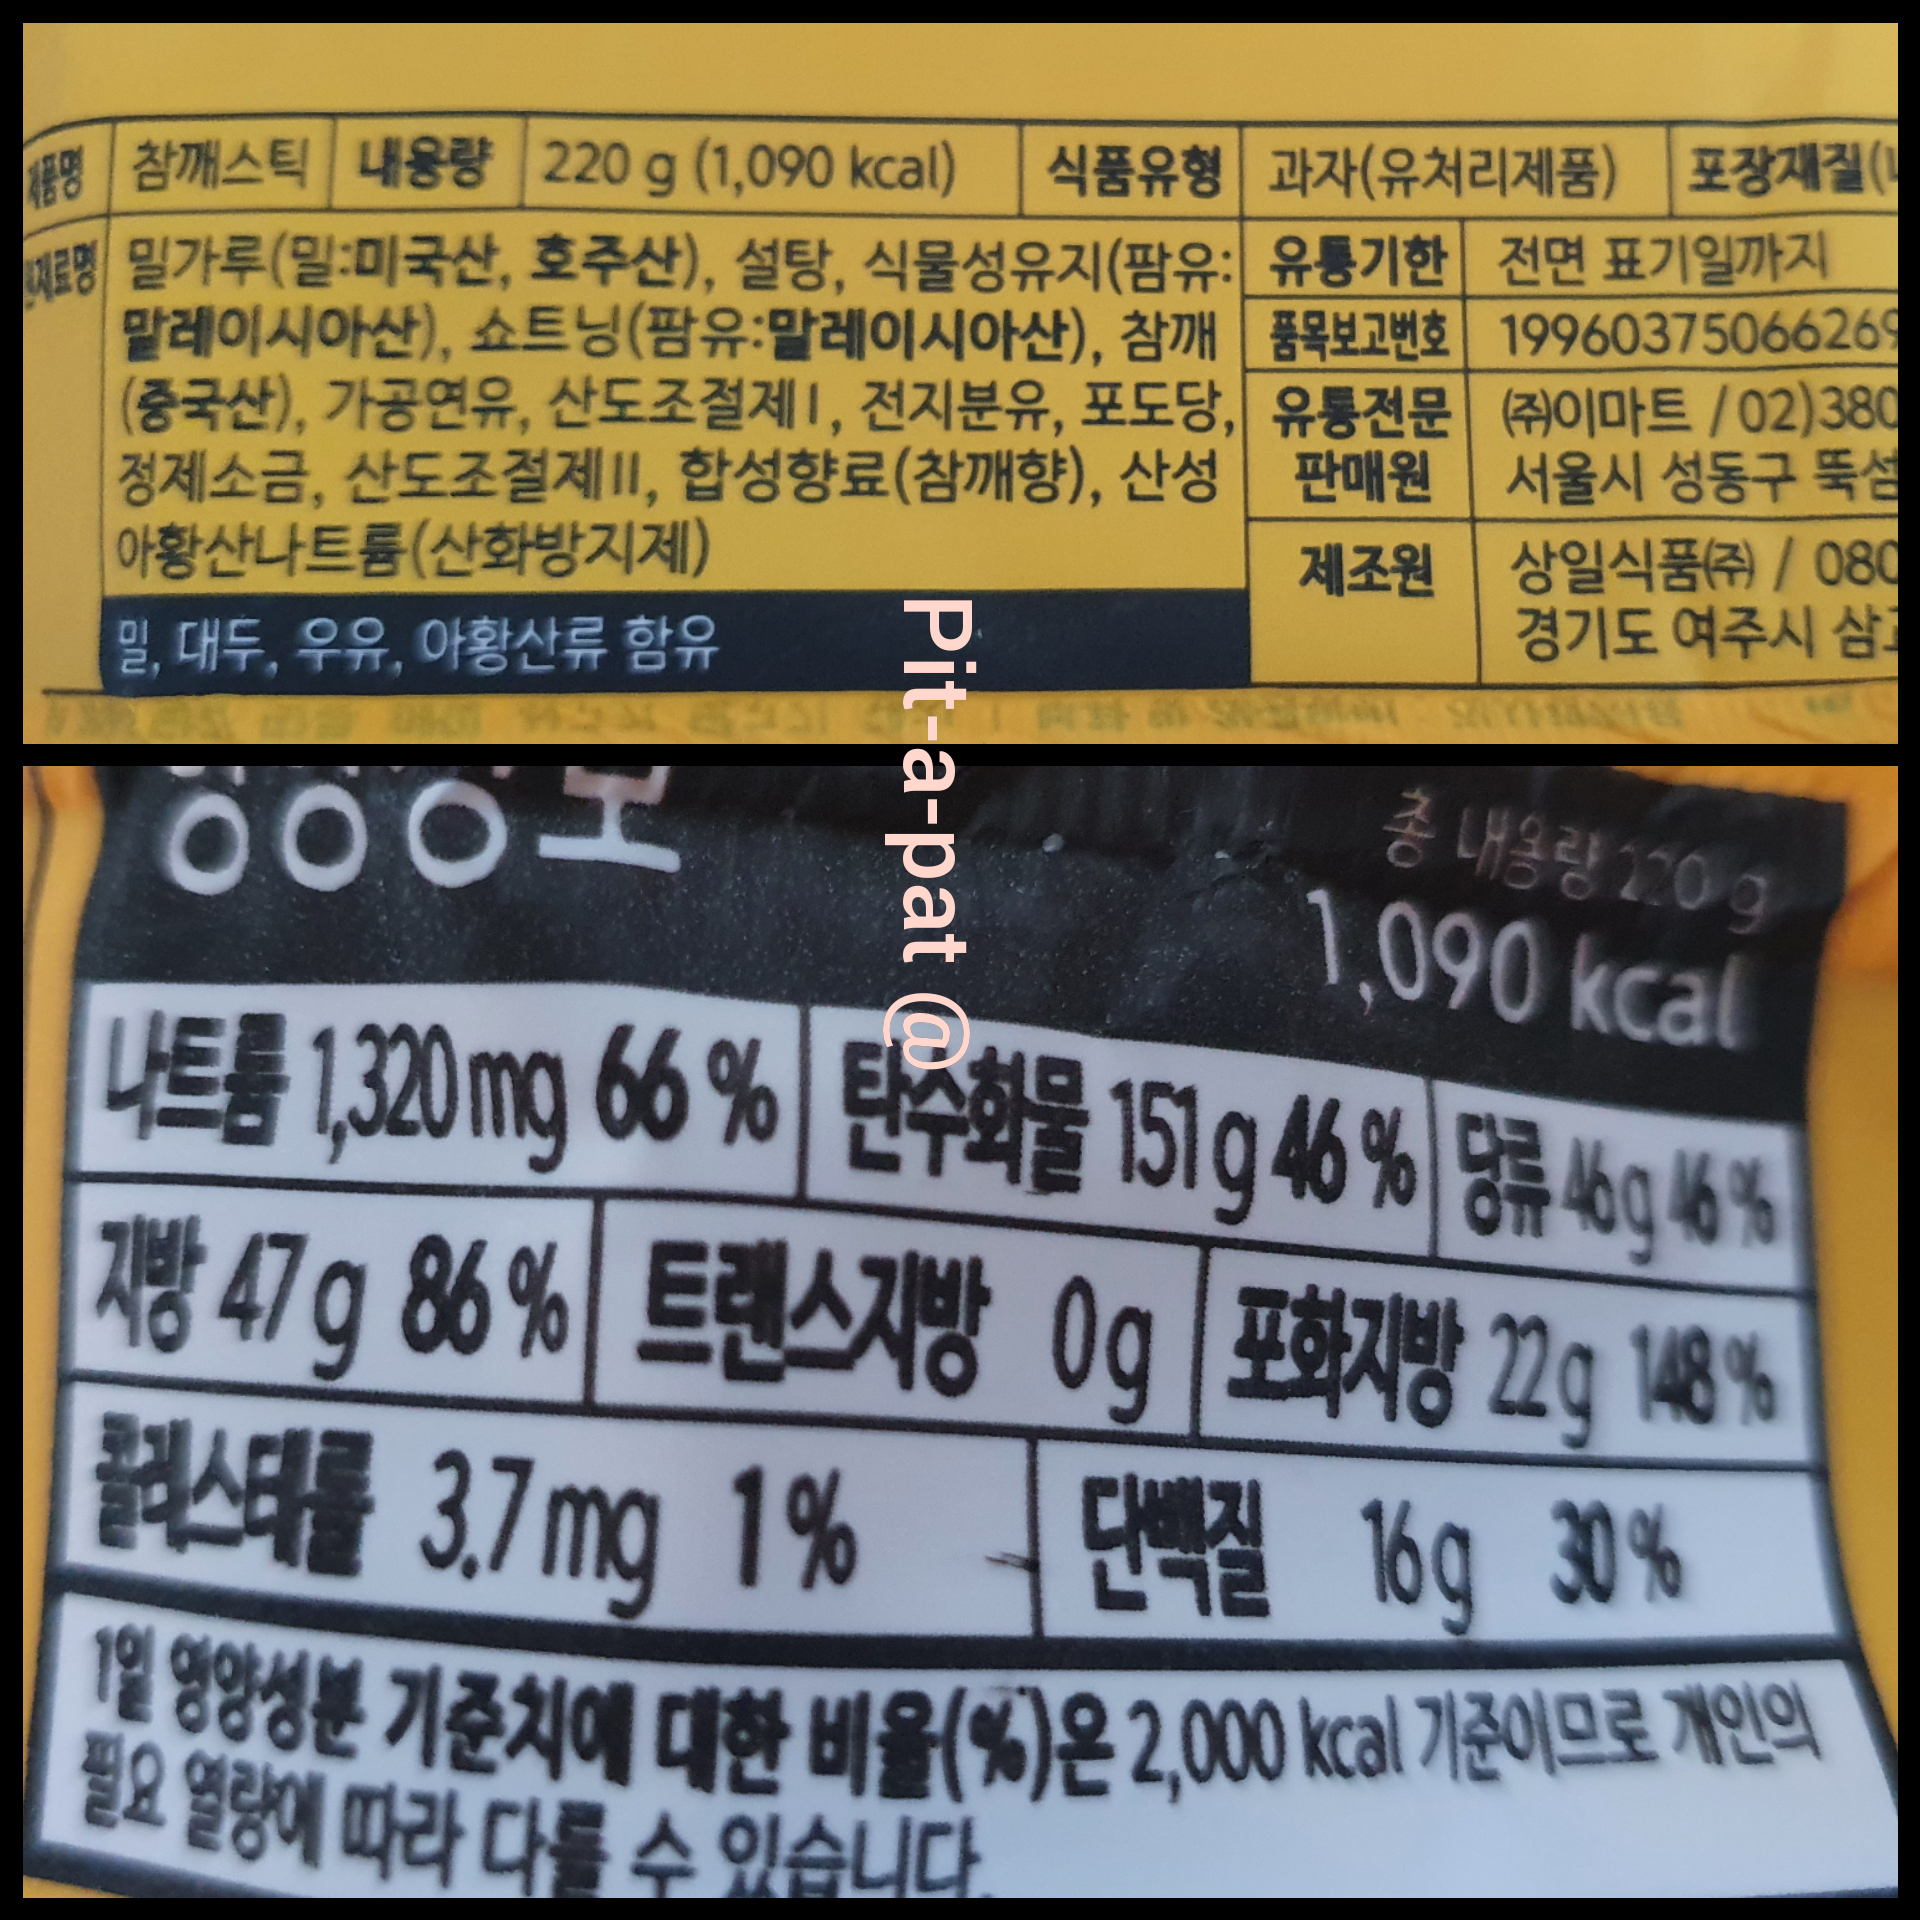 제품명 참깨스틱 내용량 220 g (1,090 kcal) 식품유형 과자(유처리제품) 포장재질(
원재료명 밀가루(밀:미국산, 호주산), 설탕, 식물성유지(팜유:
말레이시아산), 쇼트닝(팜유:말레이시아산), 참깨
(중국산), 가공연유, 산도조절제I, 전지분유, 포도당,
정제소금, 산도조절제II, 합성향료(참깨향), 산성
아황산나트륨(산화방지제)
밀, 대두, 우유, 아황산류 함유
유통기한 전면 표기일까지
품목보고번호 19960375066269
유통전문 ㈜이마트 / 02)380
판매원 서울시 성동구 뚝섬
제조원 상일식품㈜ / 080
경기도 여주시 삼교
Pit-a-pat @
영양정보
총 내용량 220 g
1,090 kcal
나트륨 1,320 mg 66 % 탄수화물 151 g 46 % 당류 46 g 46 %
지방 47 g 86 % 트랜스지방 0 g 포화지방 22 g 148 %
콜레스테롤 3.7 mg 1 % 단백질 16 g 30 %
1일 영양성분 기준치에 대한 비율(%)은 2,000 kcal 기준이므로 개인의
필요 열량에 따라 다를 수 있습니다.